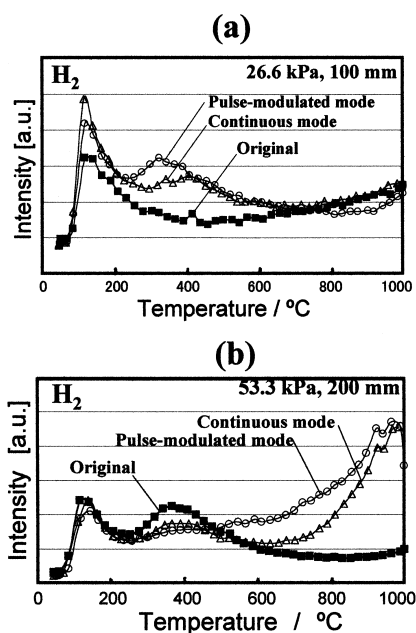 (a)
H2
26.6 kPa, 100 mm
Pulse-modulated mode
Continuous mode
Original
Intensity [a.u.]
0 200 400 600 800 1000
Temperature / ºC
(b)
H2
53.3 kPa, 200 mm
Continuous mode
Pulse-modulated mode
Original
Intensity [a.u.]
0 200 400 600 800 1000
Temperature / ºC